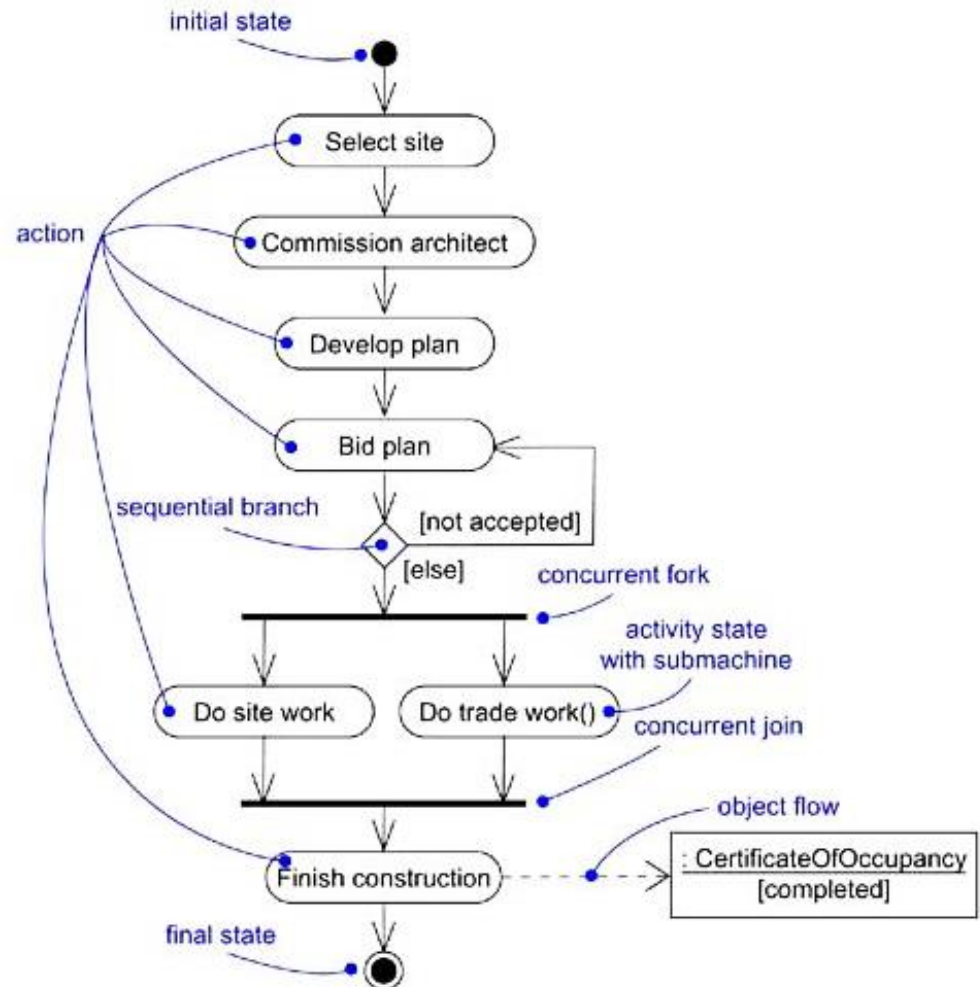 initial state
Select site
action
Commission architect
Develop plan
Bid plan
sequential branch
[not accepted]
[else]
concurrent fork
activity state
with submachine
Do site work
Do trade work()
concurrent join
object flow
: CertificateOfOccupancy
[completed]
Finish construction
final state